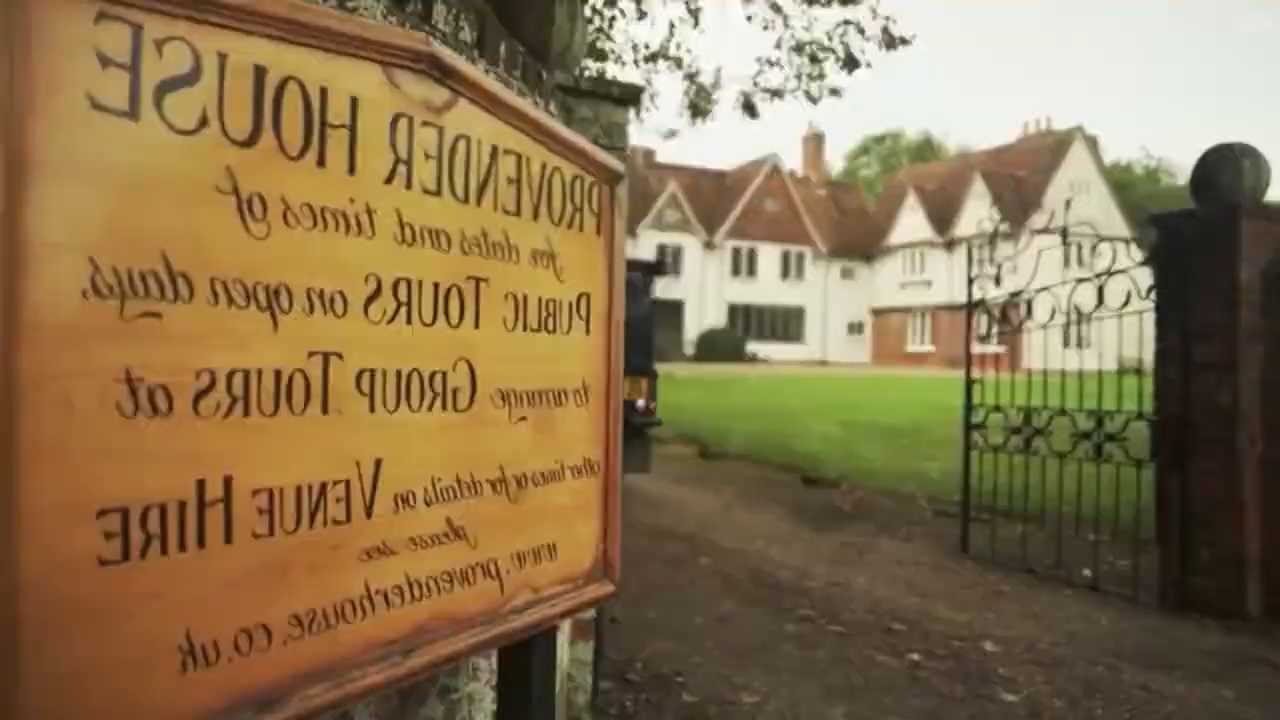 PROVENDER HOUSE
for dates and times of
PUBLIC TOURS on open days,
to arrange GROUP TOURS at
other times or for details on VENUE HIRE
please see
www.provenderhouse.co.uk